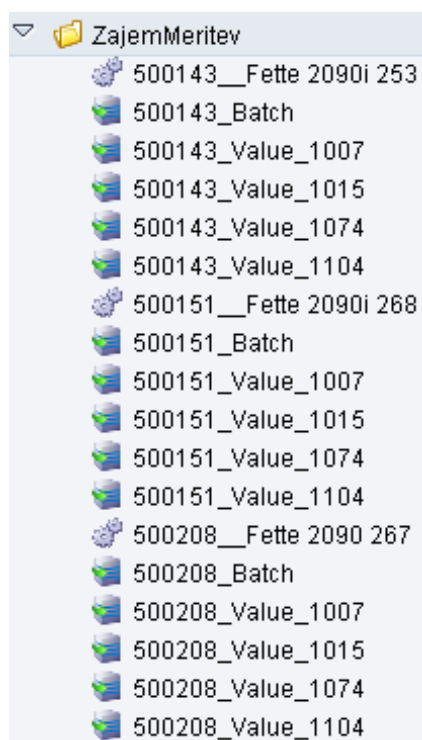 ZajemMeritev
500143__Fette 2090i 253
500143_Batch
500143_Value_1007
500143_Value_1015
500143_Value_1074
500143_Value_1104
500151__Fette 2090i 268
500151_Batch
500151_Value_1007
500151_Value_1015
500151_Value_1074
500151_Value_1104
500208__Fette 2090 267
500208_Batch
500208_Value_1007
500208_Value_1015
500208_Value_1074
500208_Value_1104